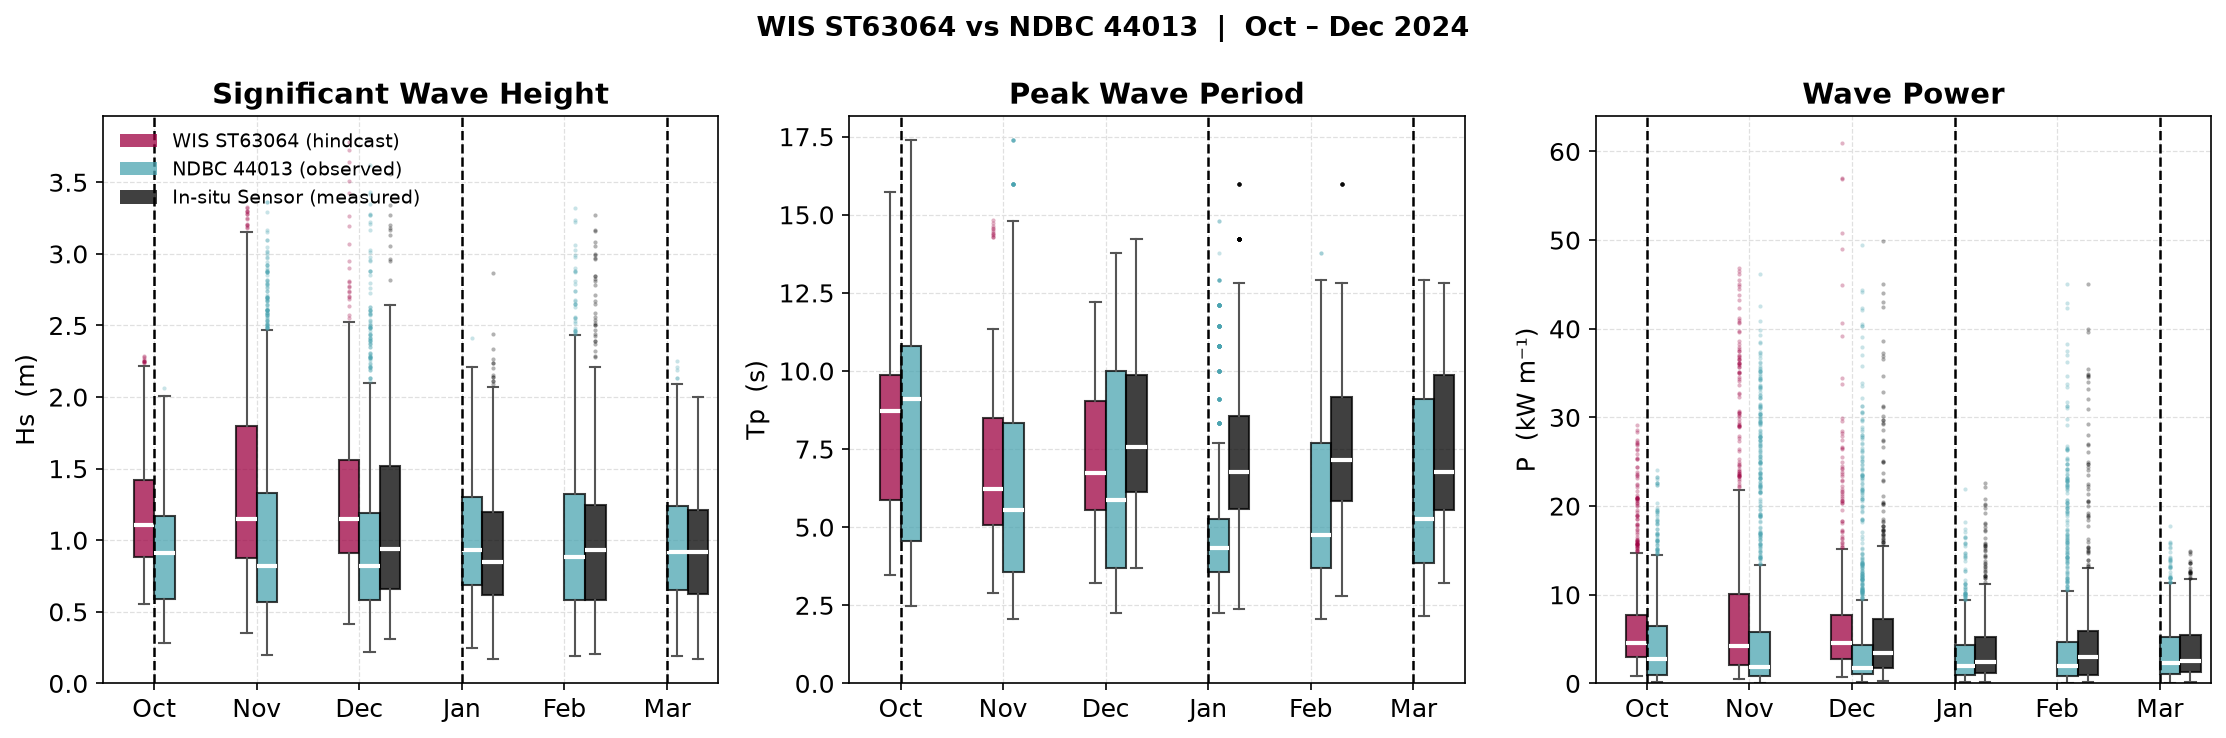 WIS ST63064 vs NDBC 44013 | Oct – Dec 2024
Significant Wave Height
WIS ST63064 (hindcast)
NDBC 44013 (observed)
In-situ Sensor (measured)
Hs (m)
3.5
3.0
2.5
2.0
1.5
1.0
0.5
0.0
Oct Nov Dec Jan Feb Mar
Peak Wave Period
Tp (s)
17.5
15.0
12.5
10.0
7.5
5.0
2.5
0.0
Oct Nov Dec Jan Feb Mar
Wave Power
P (kW m⁻¹)
60
50
40
30
20
10
0
Oct Nov Dec Jan Feb Mar